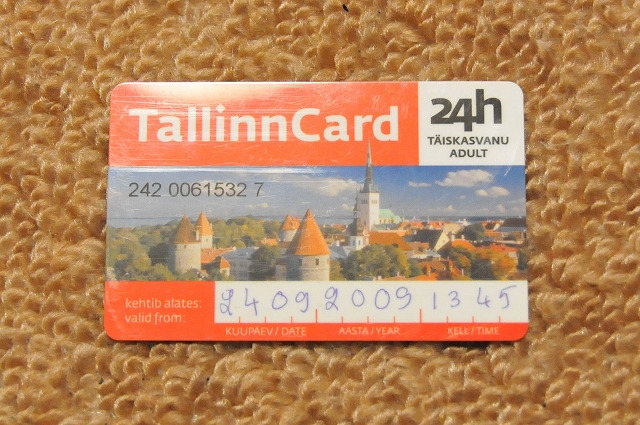 TallinnCard
24h
TÄISKASVANU
ADULT
242 0061532 7
kehtib alates:
valid from:
24 09 2009 13 45
KUUPÄEV / DATE AASTA / YEAR KELL / TIME